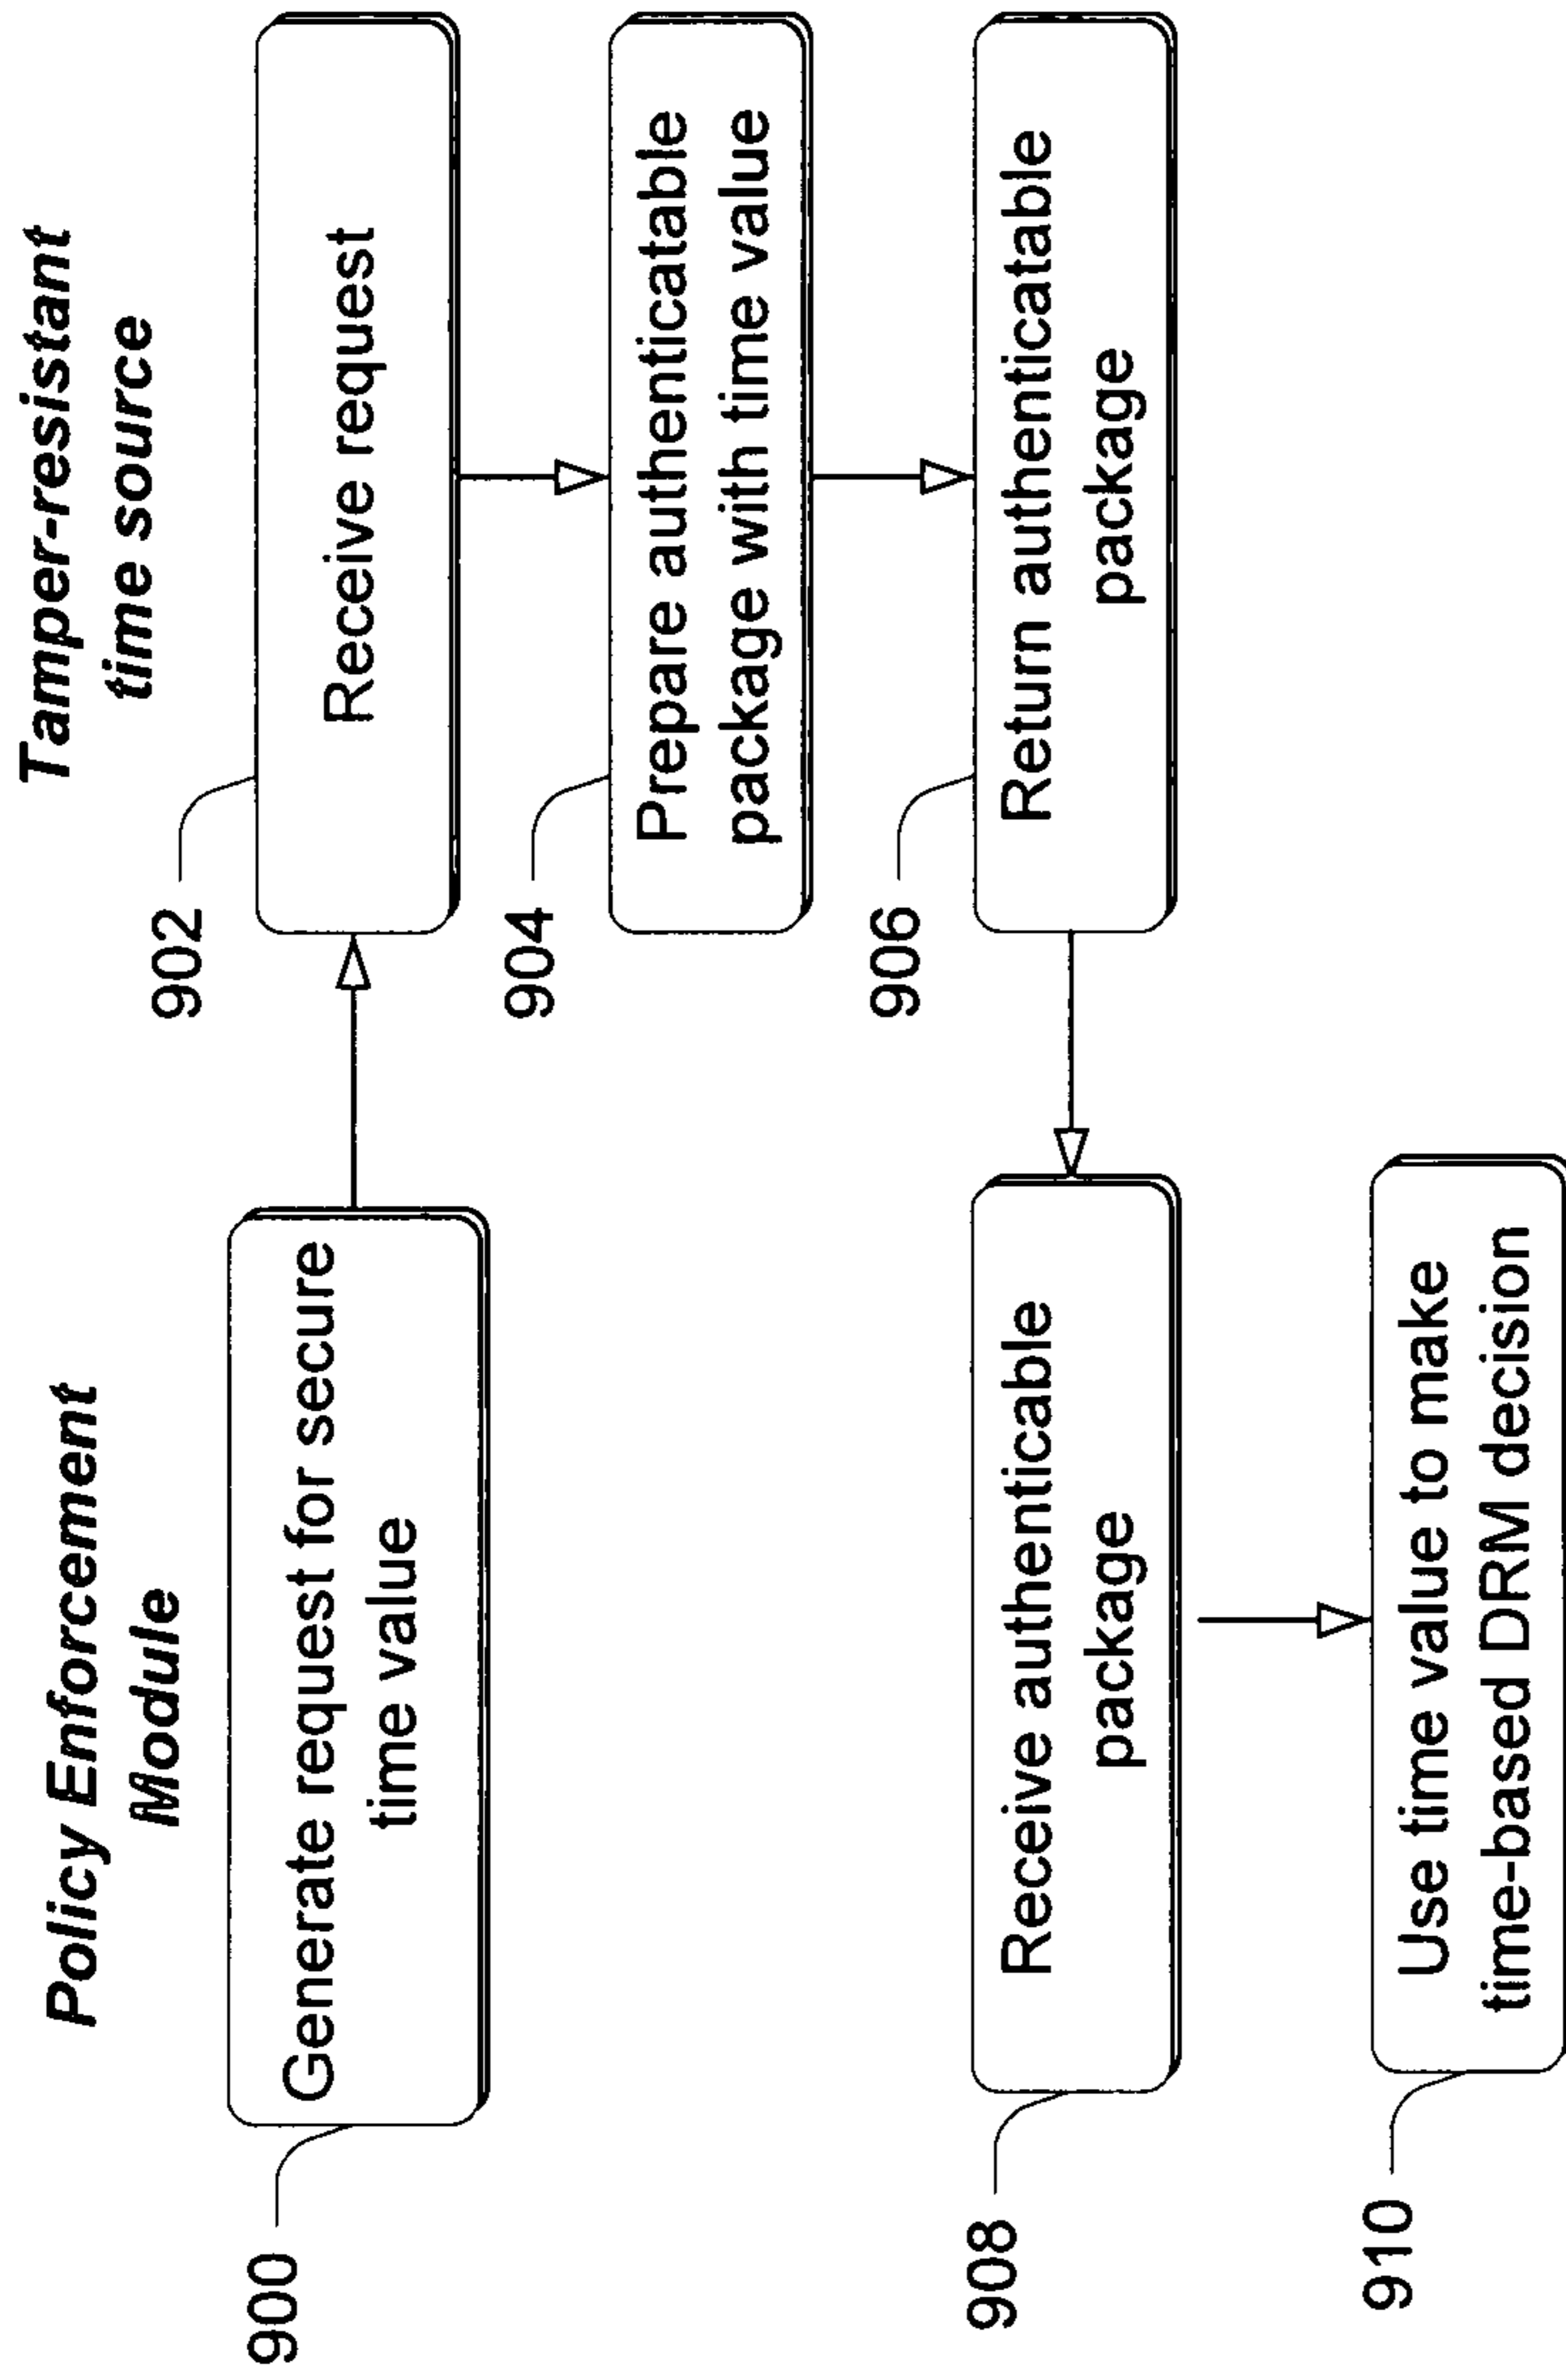 Policy Enforcement
Module
Tamper-resistant
time source
900
Generate request for secure
time value
902
Receive request
904
Prepare authenticatable
package with time value
906
Return authenticatable
package
908
Receive authenticable
package
910
Use time value to make
time-based DRM decision